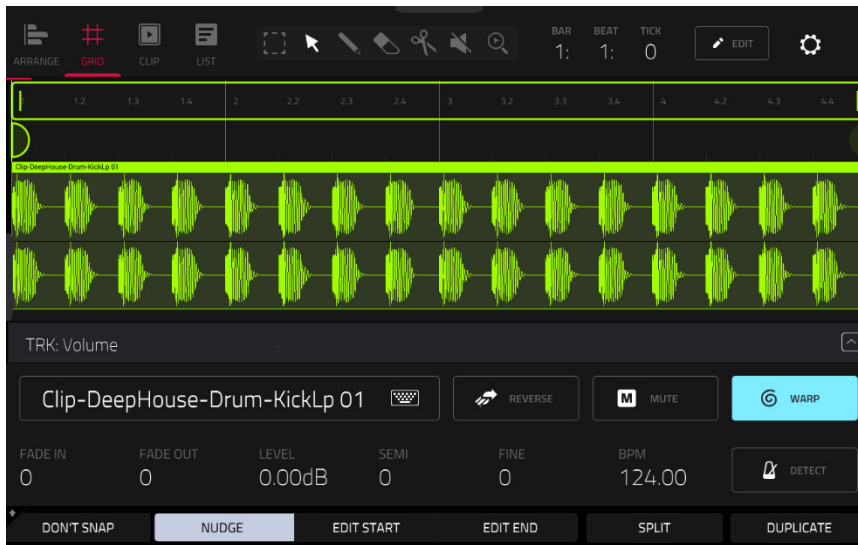 ARRANGE GRID CLIP LIST BAR BEAT TICK
1: 1: 0 EDIT
1 1.2 1.3 1.4 2 2.2 2.3 2.4 3 3.2 3.3 3.4 4 4.2 4.3 4.4
Clip-DeepHouse-Drum-KickLp 01
TRK: Volume
Clip-DeepHouse-Drum-KickLp 01 REVERSE M MUTE WARP
FADE IN FADE OUT LEVEL SEMI FINE BPM
0 0 0.00dB 0 0 124.00 DETECT
DON'T SNAP NUDGE EDIT START EDIT END SPLIT DUPLICATE